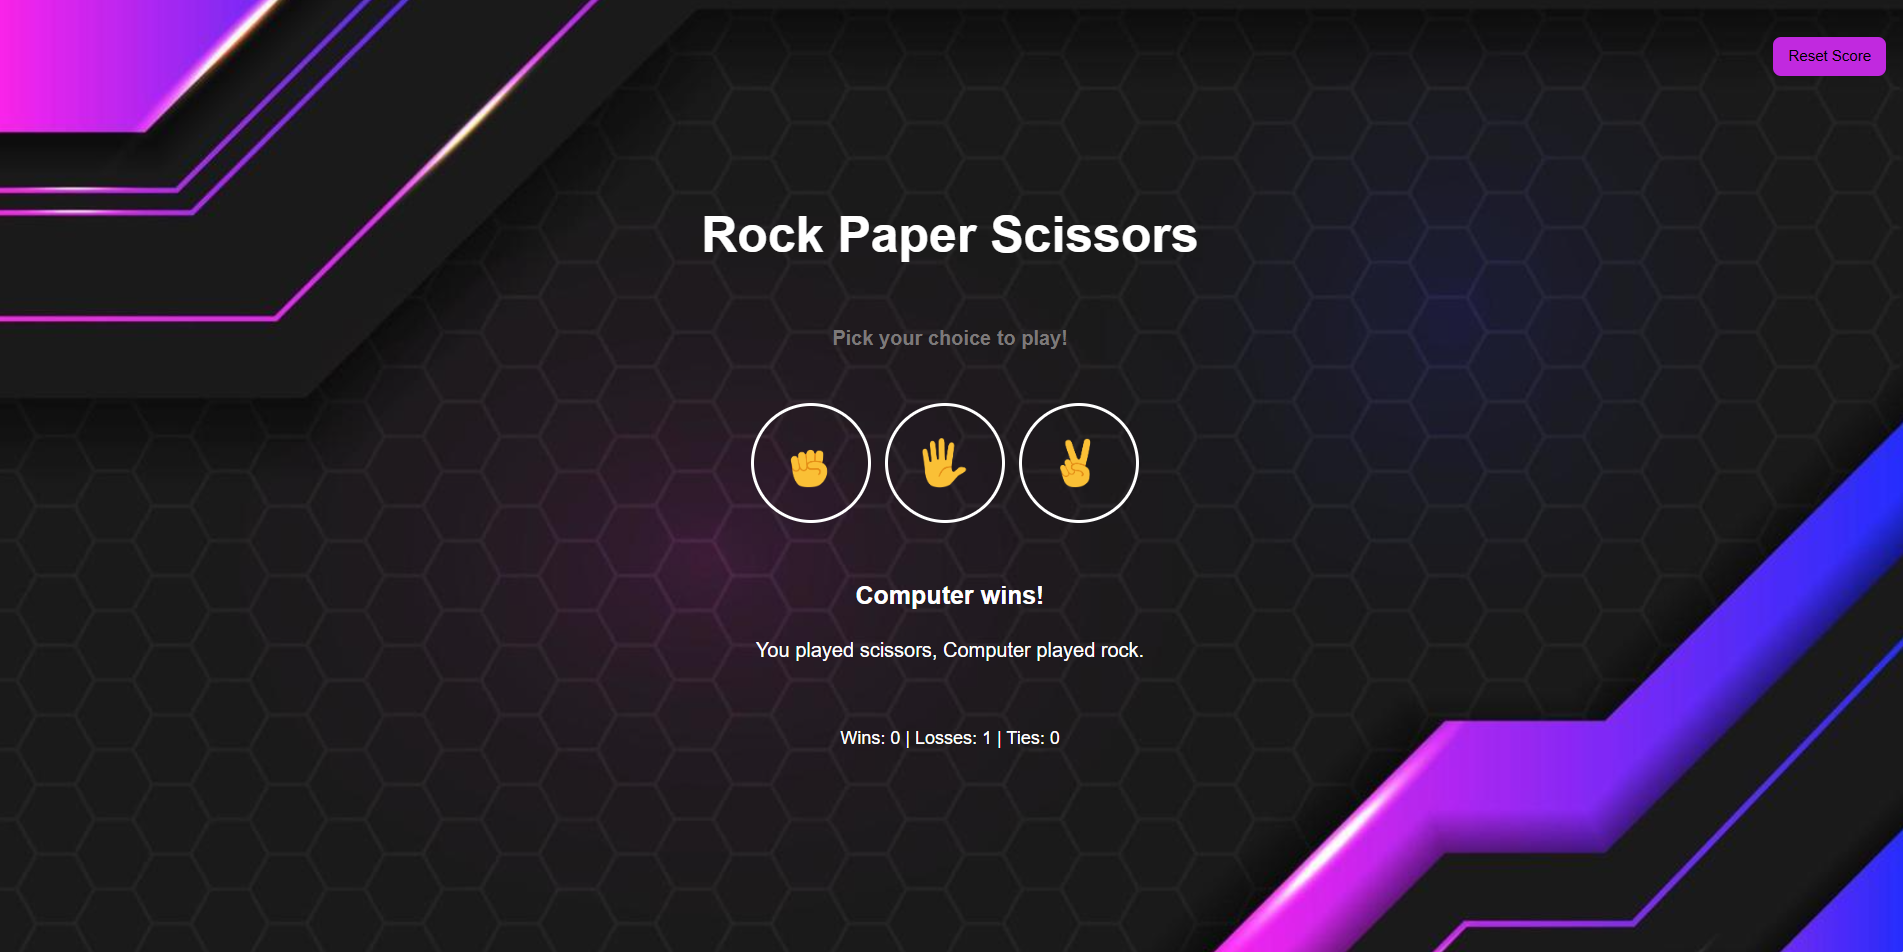 Reset Score
Rock Paper Scissors
Pick your choice to play!
Computer wins!
You played scissors, Computer played rock.
Wins: 0 | Losses: 1 | Ties: 0